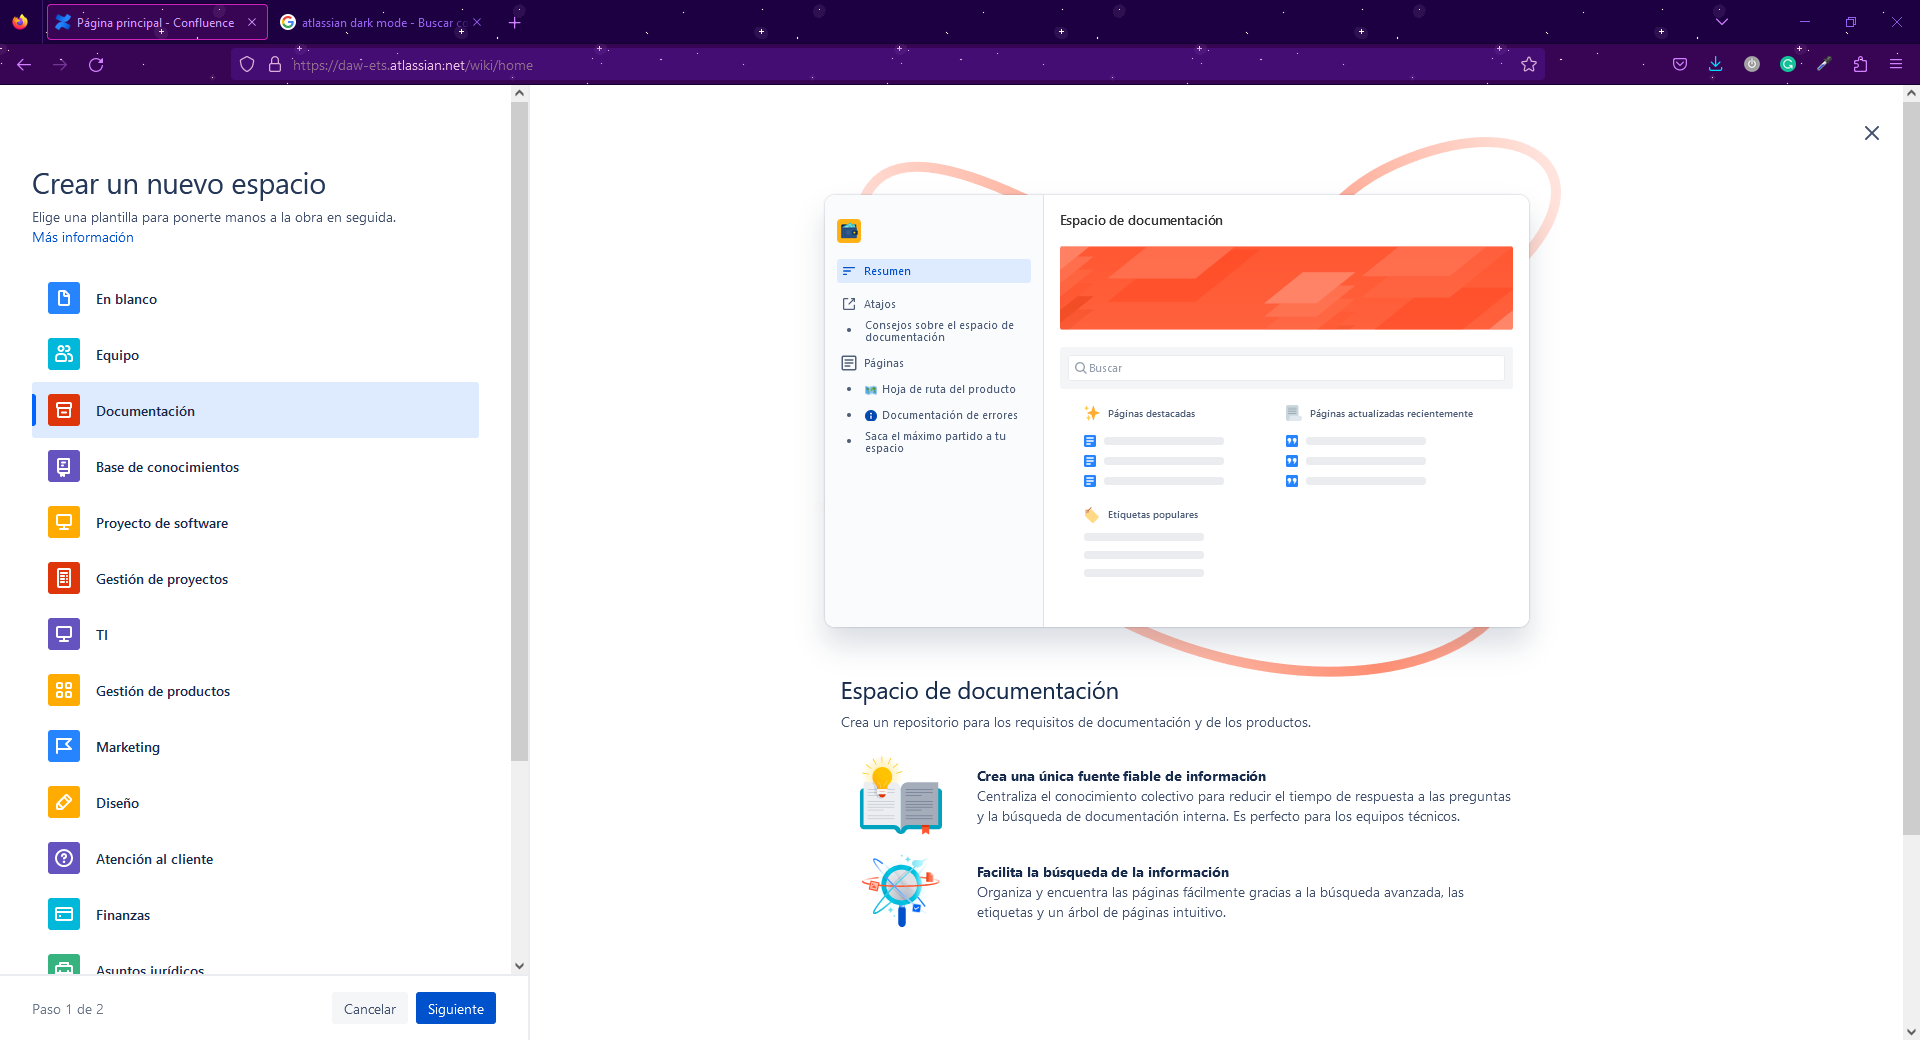 Página principal - Confluence
atlassian dark mode - Buscar co
https://daw-ets.atlassian.net/wiki/home
Crear un nuevo espacio
Elige una plantilla para ponerte manos a la obra en seguida.
Más información
En blanco
Equipo
Documentación
Base de conocimientos
Proyecto de software
Gestión de proyectos
TI
Gestión de productos
Marketing
Diseño
Atención al cliente
Finanzas
Asuntos jurídicos
Paso 1 de 2
Cancelar
Siguiente
Resumen
Atajos
Consejos sobre el espacio de
documentación
Páginas
Hoja de ruta del producto
Documentación de errores
Saca el máximo partido a tu
espacio
Espacio de documentación
Buscar
Páginas destacadas
Páginas actualizadas recientemente
Etiquetas populares
Espacio de documentación
Crea un repositorio para los requisitos de documentación y de los productos.
Crea una única fuente fiable de información
Centraliza el conocimiento colectivo para reducir el tiempo de respuesta a las preguntas
y la búsqueda de documentación interna. Es perfecto para los equipos técnicos.
Facilita la búsqueda de la información
Organiza y encuentra las páginas fácilmente gracias a la búsqueda avanzada, las
etiquetas y un árbol de páginas intuitivo.